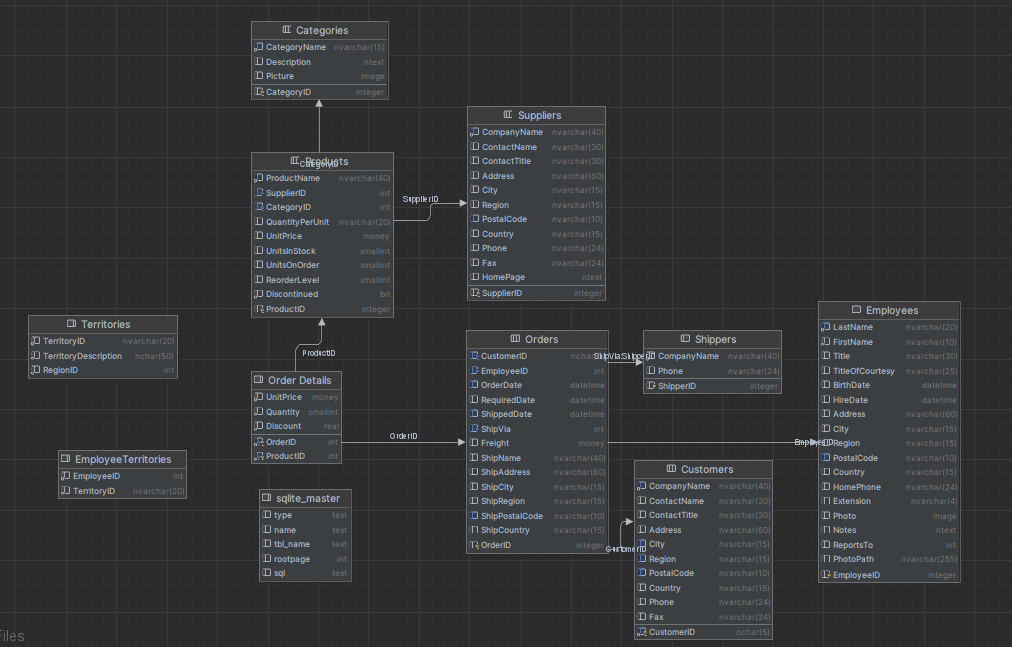 Categories
CategoryName nvarchar(15)
Description ntext
Picture image
CategoryID integer
Suppliers
CompanyName nvarchar(40)
ContactName nvarchar(30)
ContactTitle nvarchar(30)
Address nvarchar(60)
City nvarchar(15)
Region nvarchar(15)
PostalCode nvarchar(10)
Country nvarchar(15)
Phone nvarchar(24)
Fax nvarchar(24)
HomePage ntext
SupplierID integer
Products
CategoryID
ProductName nvarchar(40)
SupplierID int
CategoryID int
QuantityPerUnit nvarchar(20)
UnitPrice money
UnitsInStock smallint
UnitsOnOrder smallint
ReorderLevel smallint
Discontinued bit
ProductID integer
SupplierID
Territories
TerritoryID nvarchar(20)
TerritoryDescription nchar(50)
RegionID int
ProductID
Order Details
UnitPrice money
Quantity smallint
Discount real
OrderID int
ProductID int
OrderID
Orders
CustomerID nchar
EmployeeID int
OrderDate datetime
RequiredDate datetime
ShippedDate datetime
ShipVia int
Freight money
ShipName nvarchar(40)
ShipAddress nvarchar(60)
ShipCity nvarchar(15)
ShipRegion nvarchar(15)
ShipPostalCode nvarchar(10)
ShipCountry nvarchar(15)
OrderID integer
Shippers
CompanyName nvarchar(40)
Phone nvarchar(24)
ShipperID integer
Employees
LastName nvarchar(20)
FirstName nvarchar(10)
Title nvarchar(30)
TitleOfCourtesy nvarchar(25)
BirthDate datetime
HireDate datetime
Address nvarchar(60)
City nvarchar(15)
Region nvarchar(15)
PostalCode nvarchar(10)
Country nvarchar(15)
HomePhone nvarchar(24)
Extension nvarchar(4)
Photo image
Notes ntext
ReportsTo int
PhotoPath nvarchar(255)
EmployeeID integer
Customers
CompanyName nvarchar(40)
ContactName nvarchar(30)
ContactTitle nvarchar(30)
Address nvarchar(60)
City nvarchar(15)
Region nvarchar(15)
PostalCode nvarchar(10)
Country nvarchar(15)
Phone nvarchar(24)
Fax nvarchar(24)
CustomerID nchar(5)
CustomerID
EmployeeTerritories
EmployeeID int
TerritoryID nvarchar(20)
sqlite_master
type text
name text
tbl_name text
rootpage int
sql text
Files